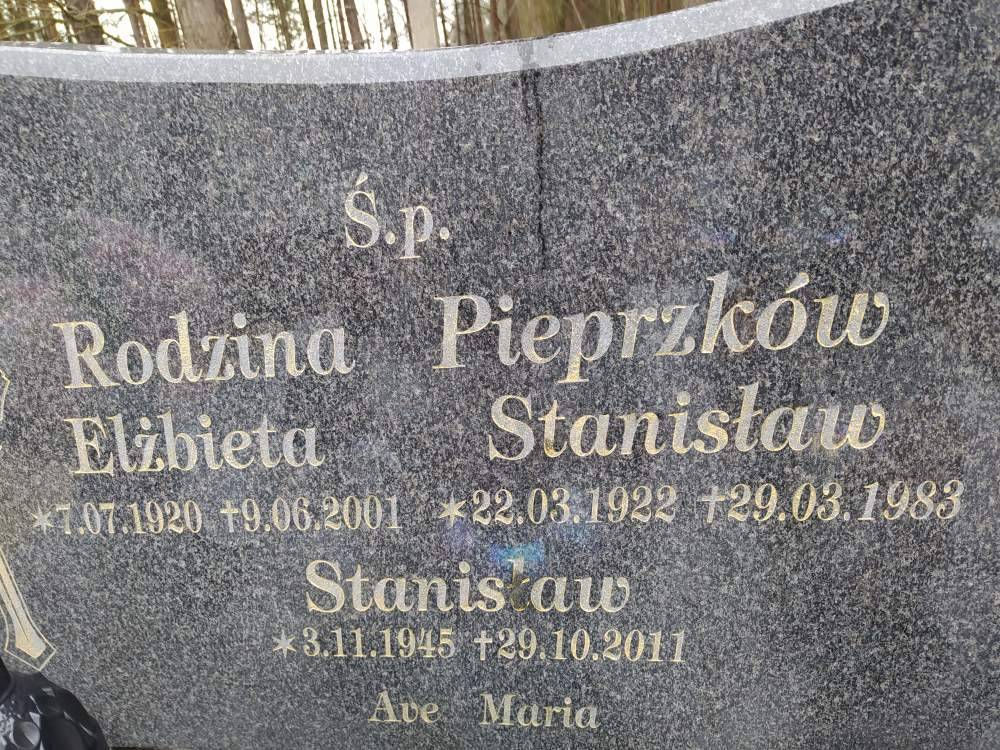 Ś.p.
Rodzina Pieprzków
Elżbieta Stanisław
*7.07.1920 †9.06.2001 *22.03.1922 †29.03.1983
Stanisław
*3.11.1945 †29.10.2011
Ave Maria